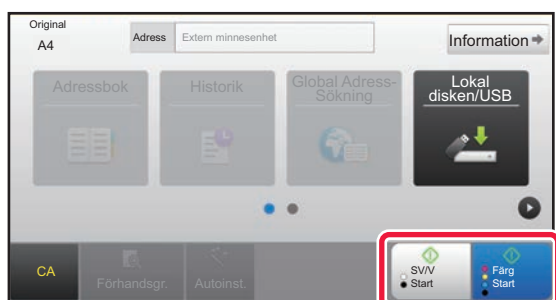 Original
A4
Adress
Extern minnesenhet
Information
Adressbok
Historik
Global Adress-
Sökning
Lokal
disken/USB
CA
Förhandsgr.
Autoinst.
SV/V
Start
Färg
Start